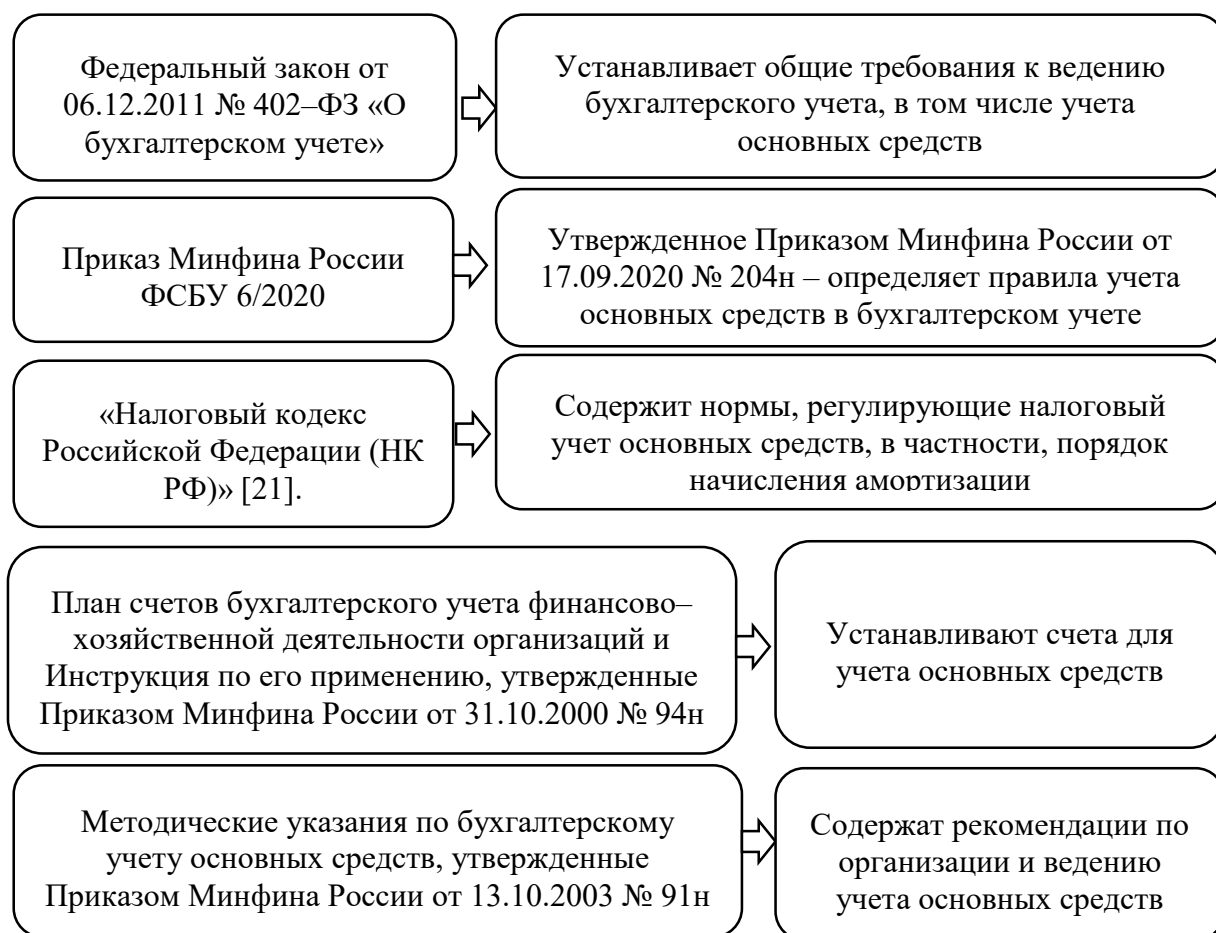 Федеральный закон от
06.12.2011 № 402–ФЗ «О
бухгалтерском учете»
Устанавливает общие требования к ведению
бухгалтерского учета, в том числе учета
основных средств
Приказ Минфина России
ФСБУ 6/2020
Утвержденное Приказом Минфина России от
17.09.2020 № 204н – определяет правила учета
основных средств в бухгалтерском учете
«Налоговый кодекс
Российской Федерации (НК
РФ)» [21].
Содержит нормы, регулирующие налоговый
учет основных средств, в частности, порядок
начисления амортизации
План счетов бухгалтерского учета финансово–
хозяйственной деятельности организаций и
Инструкция по его применению, утвержденные
Приказом Минфина России от 31.10.2000 № 94н
Устанавливают счета для
учета основных средств
Методические указания по бухгалтерскому
учету основных средств, утвержденные
Приказом Минфина России от 13.10.2003 № 91н
Содержат рекомендации по
организации и ведению
учета основных средств